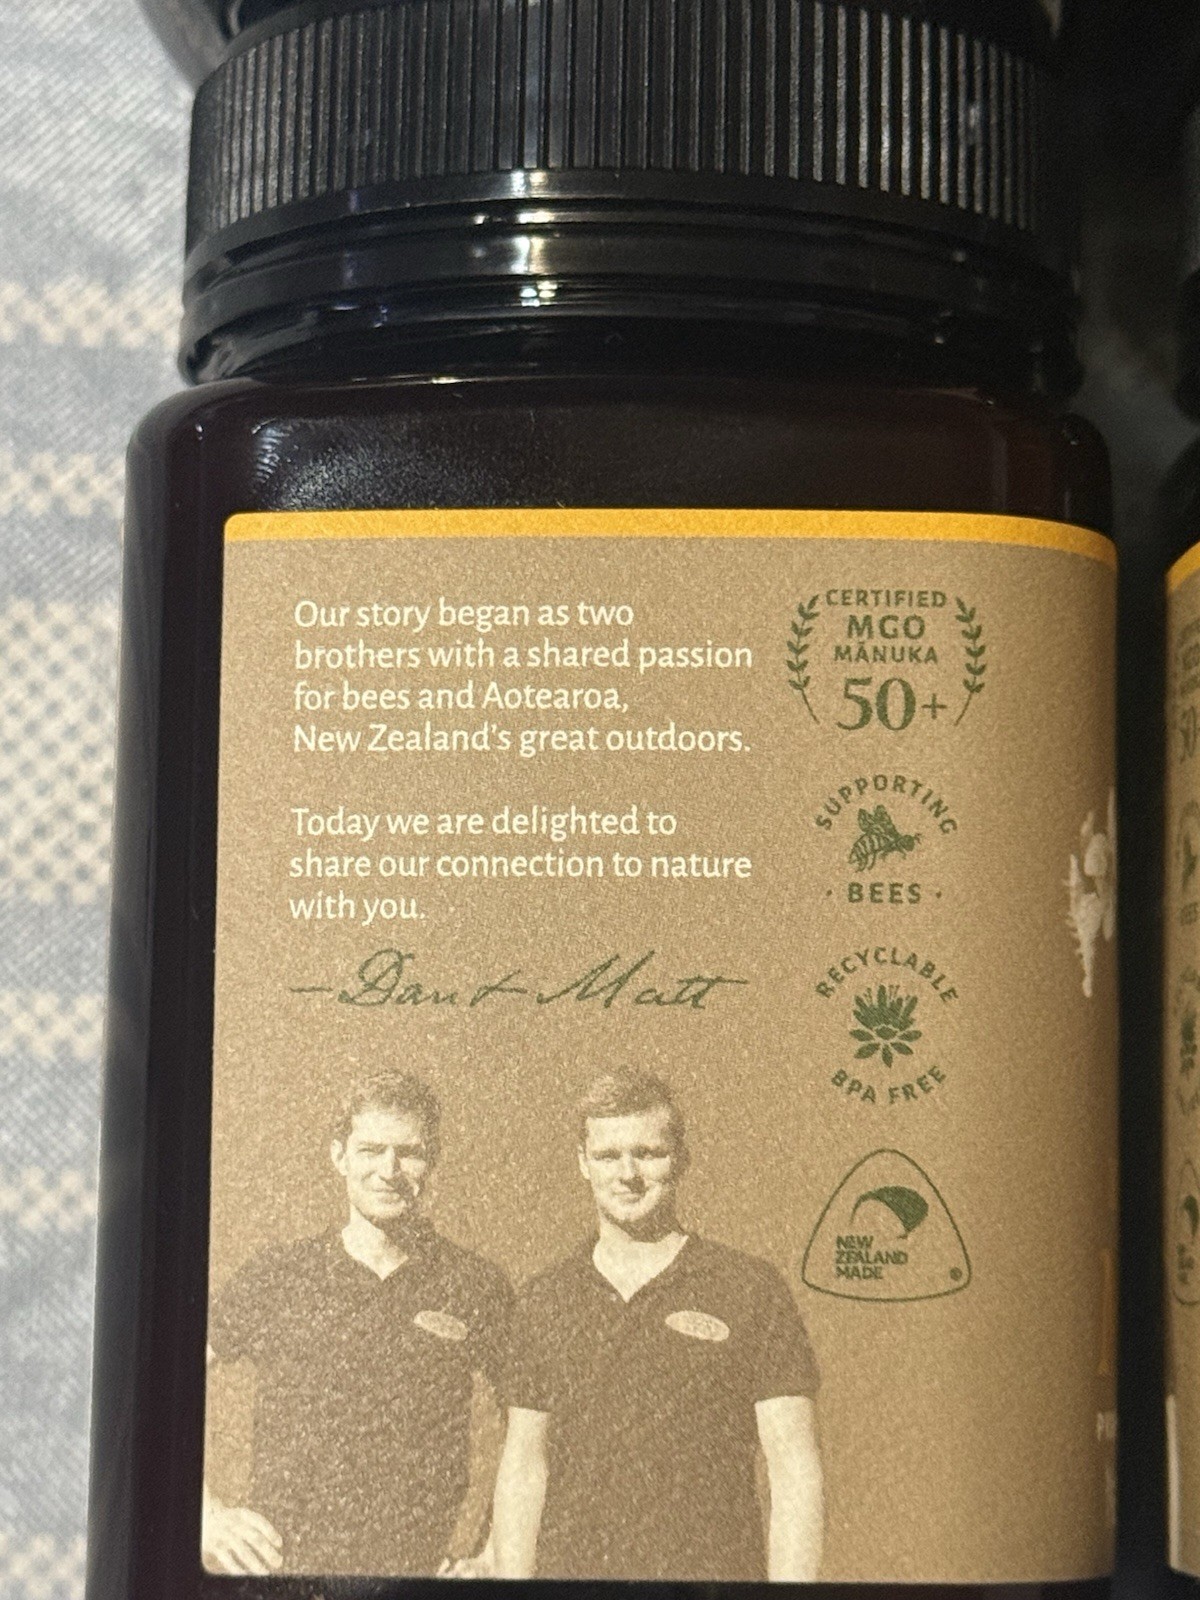 Our story began as two
brothers with a shared passion
for bees and Aotearoa,
New Zealand's great outdoors.
Today we are delighted to
share our connection to nature
with you.
— Dan + Matt
CERTIFIED
MGO
MĀNUKA
50+
SUPPORTING
· BEES ·
RECYCLABLE
BPA FREE
NEW
ZEALAND
MADE
®